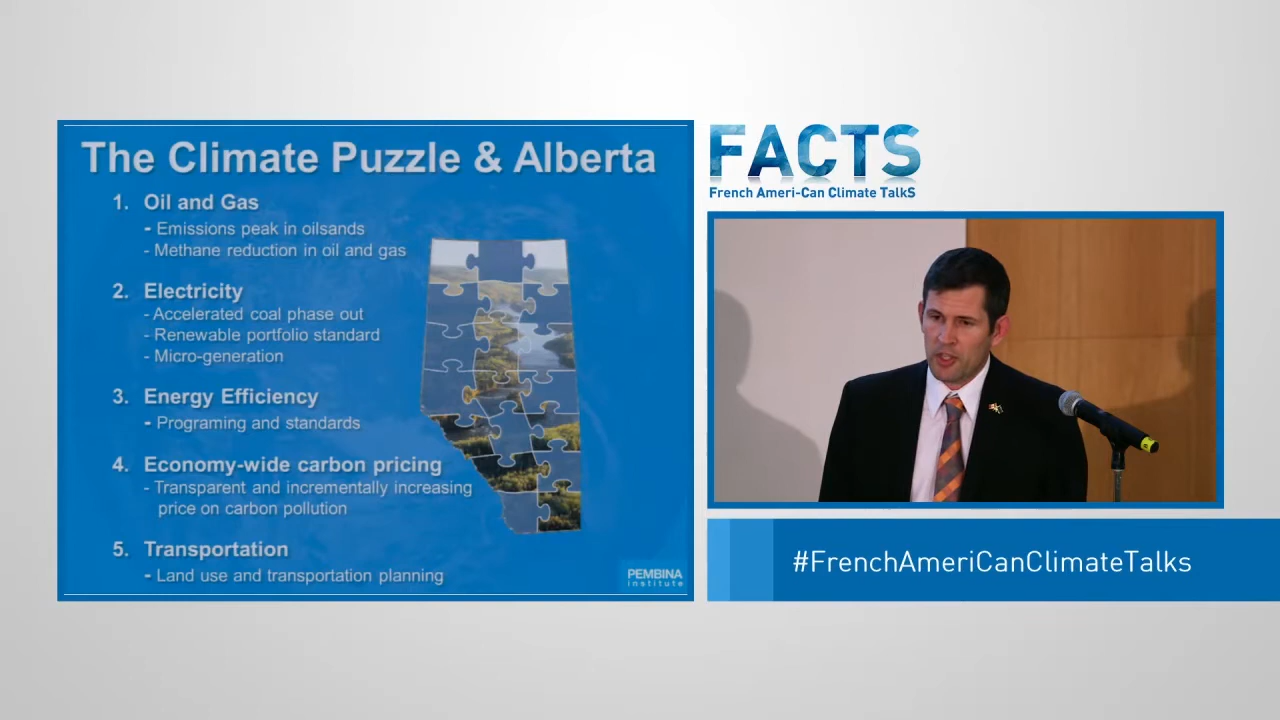 The Climate Puzzle & Alberta
1. Oil and Gas
- Emissions peak in oilsands
- Methane reduction in oil and gas
2. Electricity
- Accelerated coal phase out
- Renewable portfolio standard
- Micro-generation
3. Energy Efficiency
- Programing and standards
4. Economy-wide carbon pricing
- Transparent and incrementally increasing
price on carbon pollution
5. Transportation
- Land use and transportation planning
PEMBINA
institute
FACTS
French Ameri-Can Climate TalkS
#FrenchAmeriCanClimateTalks